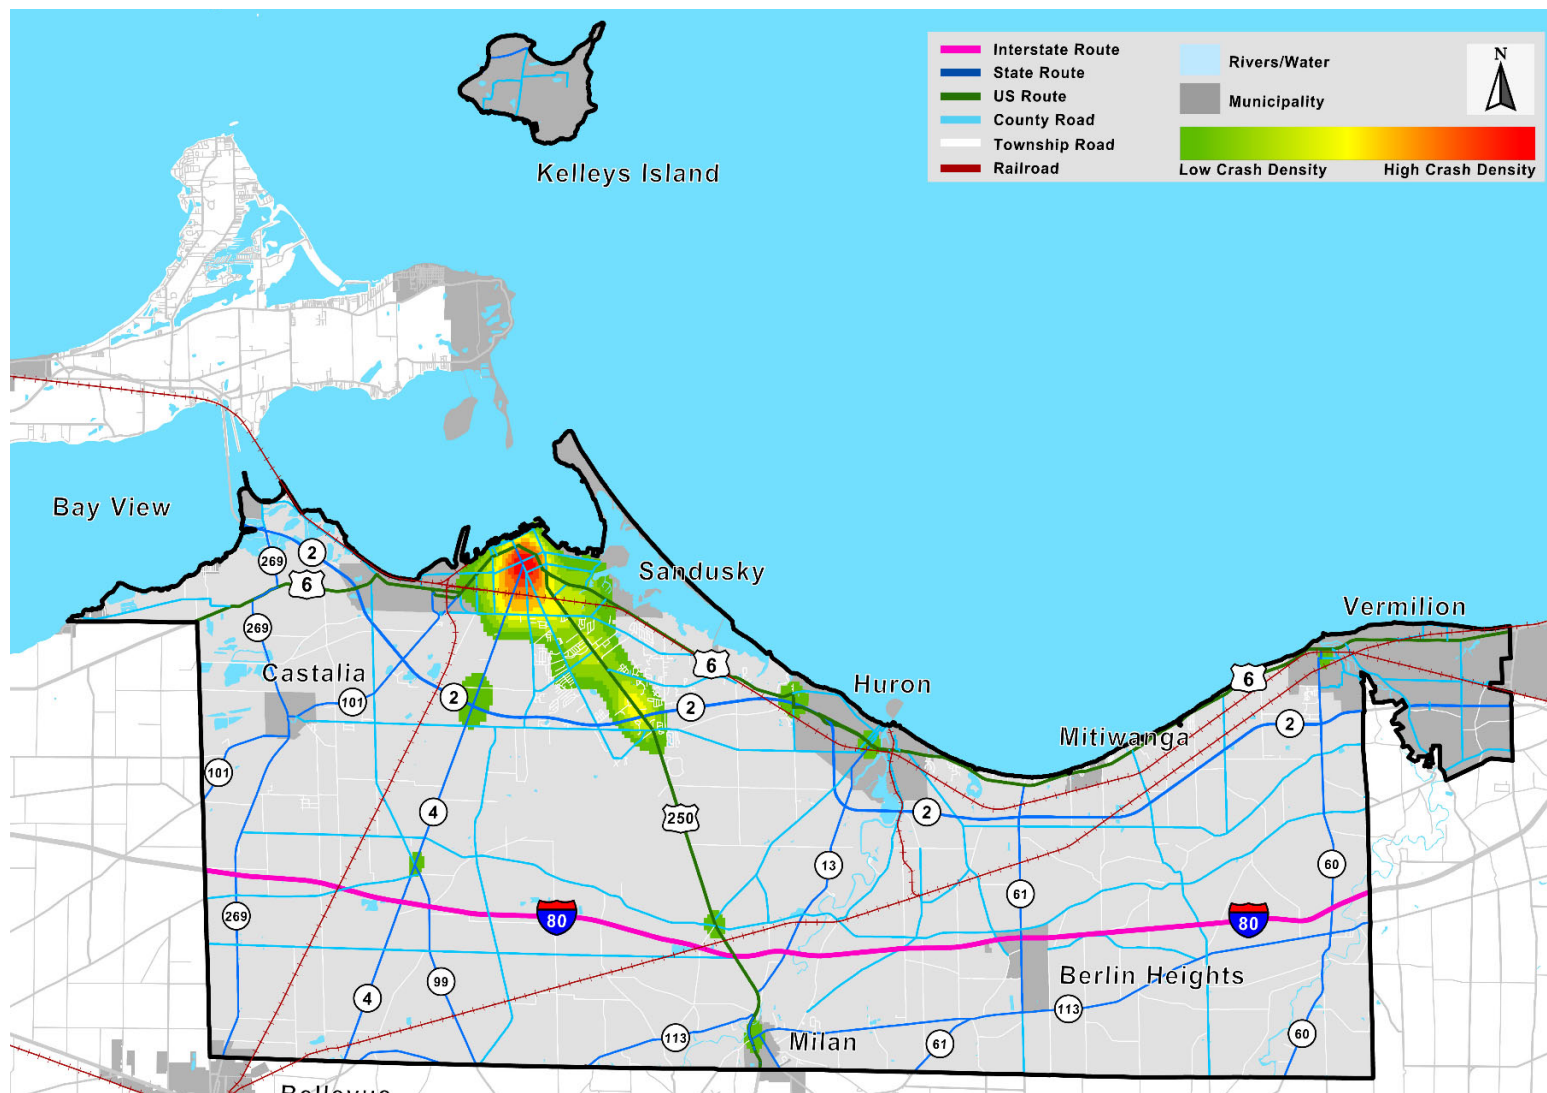 Interstate Route
State Route
US Route
County Road
Township Road
Railroad
Rivers/Water
Municipality
Low Crash Density
High Crash Density
N
Kelleys Island
Bay View
2
269
6
Sandusky
Vermilion
269
6
6
Castalia
Huron
101
2
2
2
Mitiwanga
101
4
250
2
13
60
61
269
80
80
99
Berlin Heights
4
113
113
Milan
61
60